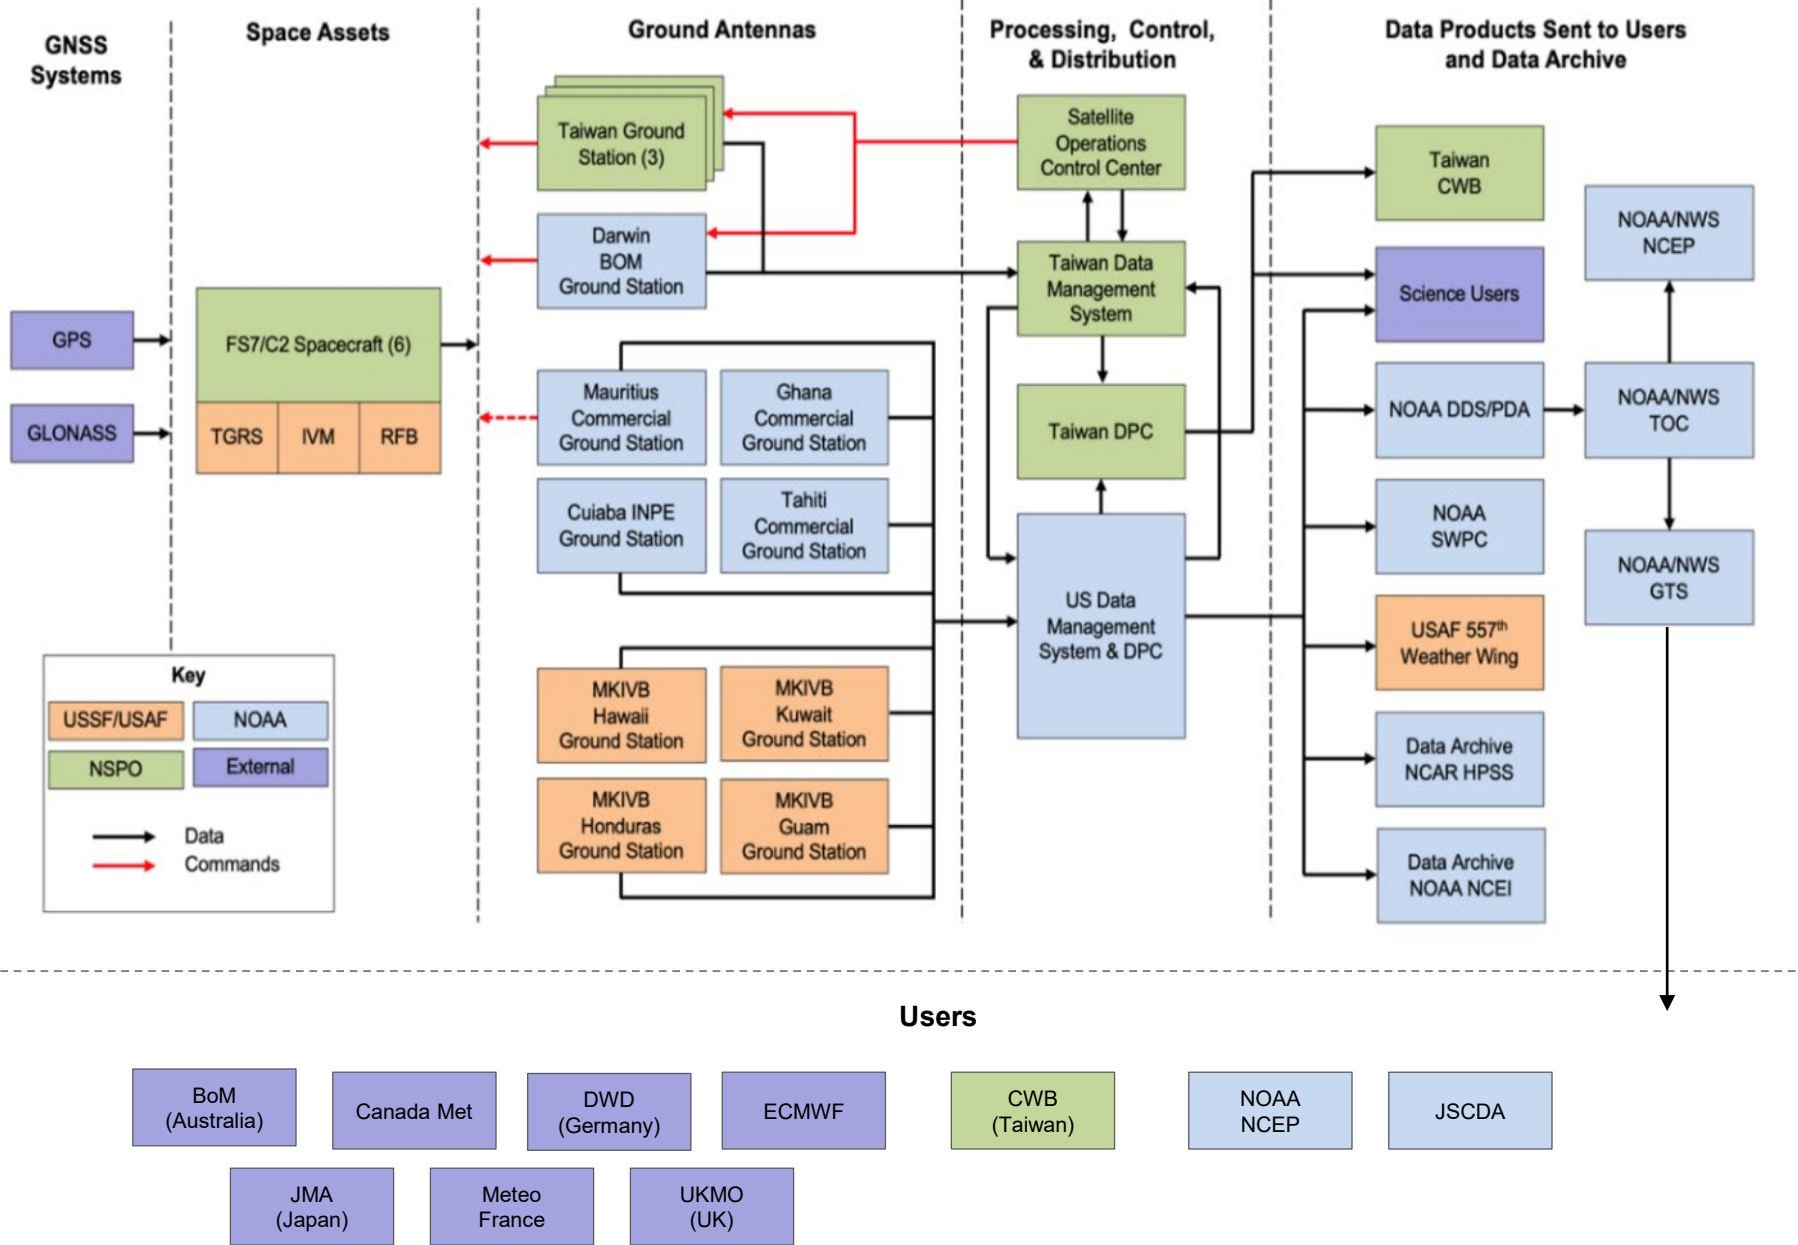 GNSS
Systems
Space Assets
Ground Antennas
Processing, Control,
& Distribution
Data Products Sent to Users
and Data Archive
GPS
GLONASS
FS7/C2 Spacecraft (6)
TGRS
IVM
RFB
Taiwan Ground
Station (3)
Darwin
BOM
Ground Station
Mauritius
Commercial
Ground Station
Ghana
Commercial
Ground Station
Cuiaba INPE
Ground Station
Tahiti
Commercial
Ground Station
MKIVB
Hawaii
Ground Station
MKIVB
Kuwait
Ground Station
MKIVB
Honduras
Ground Station
MKIVB
Guam
Ground Station
Satellite
Operations
Control Center
Taiwan Data
Management
System
Taiwan DPC
US Data
Management
System & DPC
Taiwan
CWB
Science Users
NOAA DDS/PDA
NOAA
SWPC
USAF 557th
Weather Wing
Data Archive
NCAR HPSS
Data Archive
NOAA NCEI
NOAA/NWS
NCEP
NOAA/NWS
TOC
NOAA/NWS
GTS
Key
USSF/USAF
NOAA
NSPO
External
Data
Commands
Users
BoM
(Australia)
Canada Met
DWD
(Germany)
ECMWF
CWB
(Taiwan)
NOAA
NCEP
JSCDA
JMA
(Japan)
Meteo
France
UKMO
(UK)